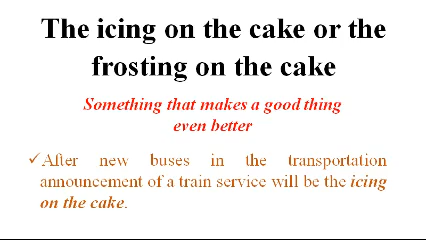 The icing on the cake or the
frosting on the cake
Something that makes a good thing
even better
✓After new buses in the transportation
announcement of a train service will be the icing
on the cake.